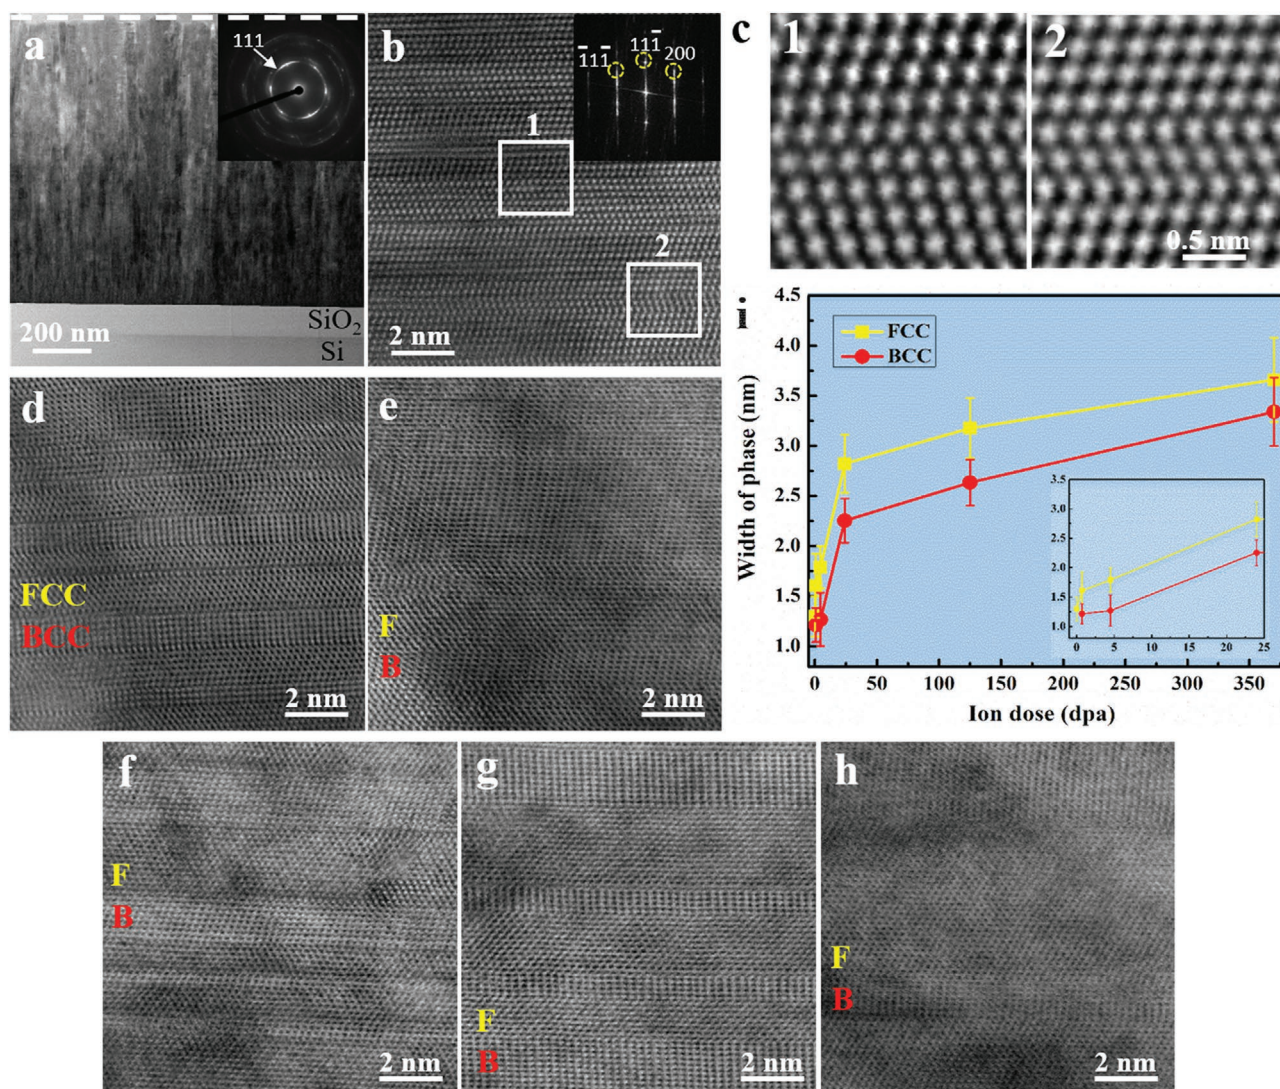 a
111
SiO₂
200 nm
Si
b
1̅11̅
111̅
200
1
2
2 nm
c
1
2
0.5 nm
d
FCC
BCC
2 nm
e
F
B
2 nm
4.5
4.0
3.5
3.0
2.5
2.0
1.5
1.0
Width of phase (nm)
FCC
BCC
3.5
3.0
2.5
2.0
1.5
1.0
0
5
10
15
20
25
0
50
100
150
200
250
300
350
Ion dose (dpa)
f
F
B
2 nm
g
F
B
2 nm
h
F
B
2 nm